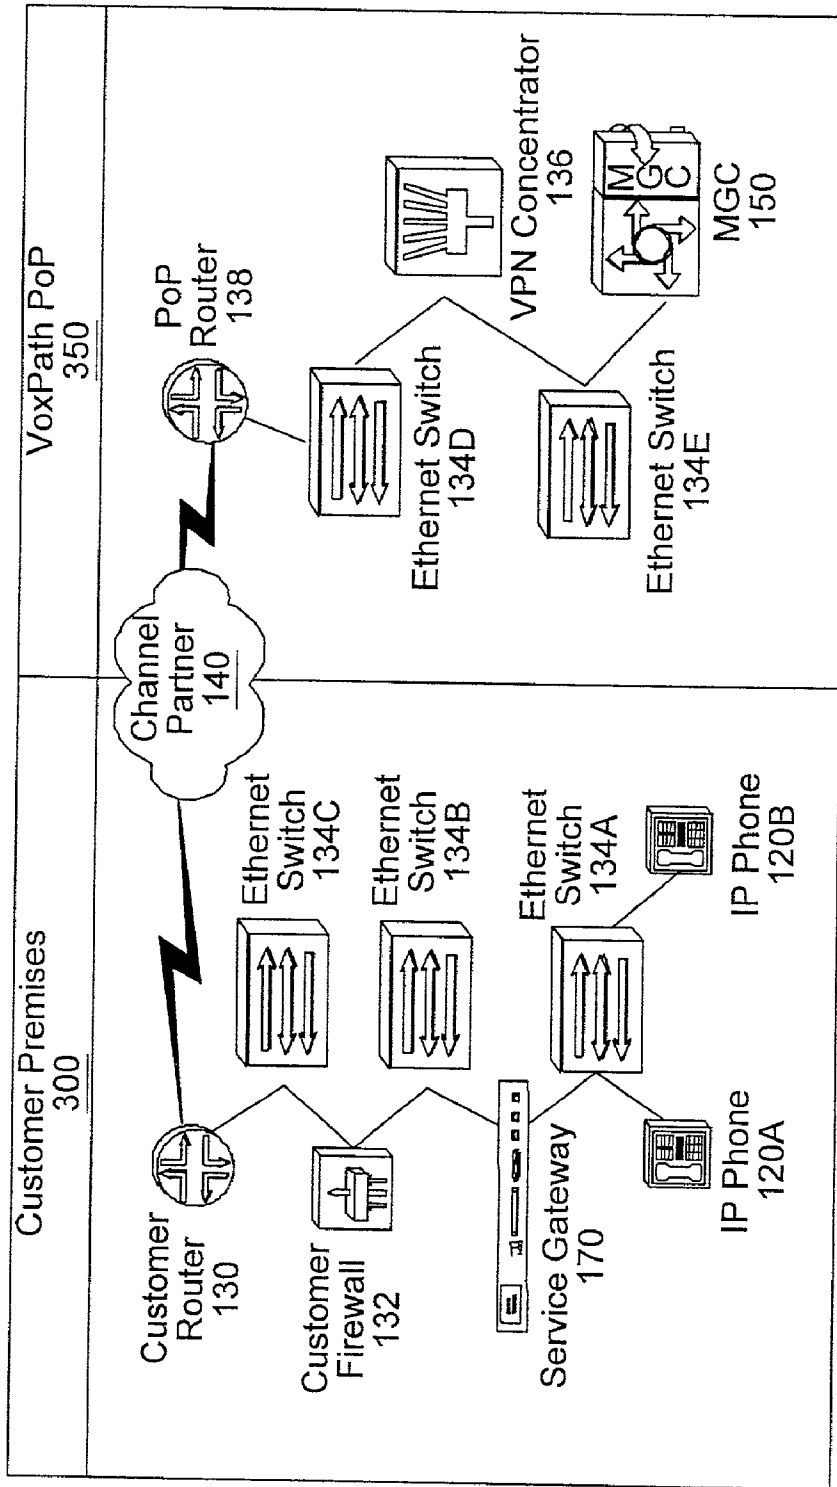 Customer Premises
300
VoxPath PoP
350
Customer
Router
130
Channel
Partner
140
PoP
Router
138
Ethernet
Switch
134C
Customer
Firewall
132
Ethernet
Switch
134B
Service Gateway
170
Ethernet
Switch
134A
IP Phone
120A
IP Phone
120B
Ethernet Switch
134D
VPN Concentrator
136
Ethernet Switch
134E
M
G
C
MGC
150